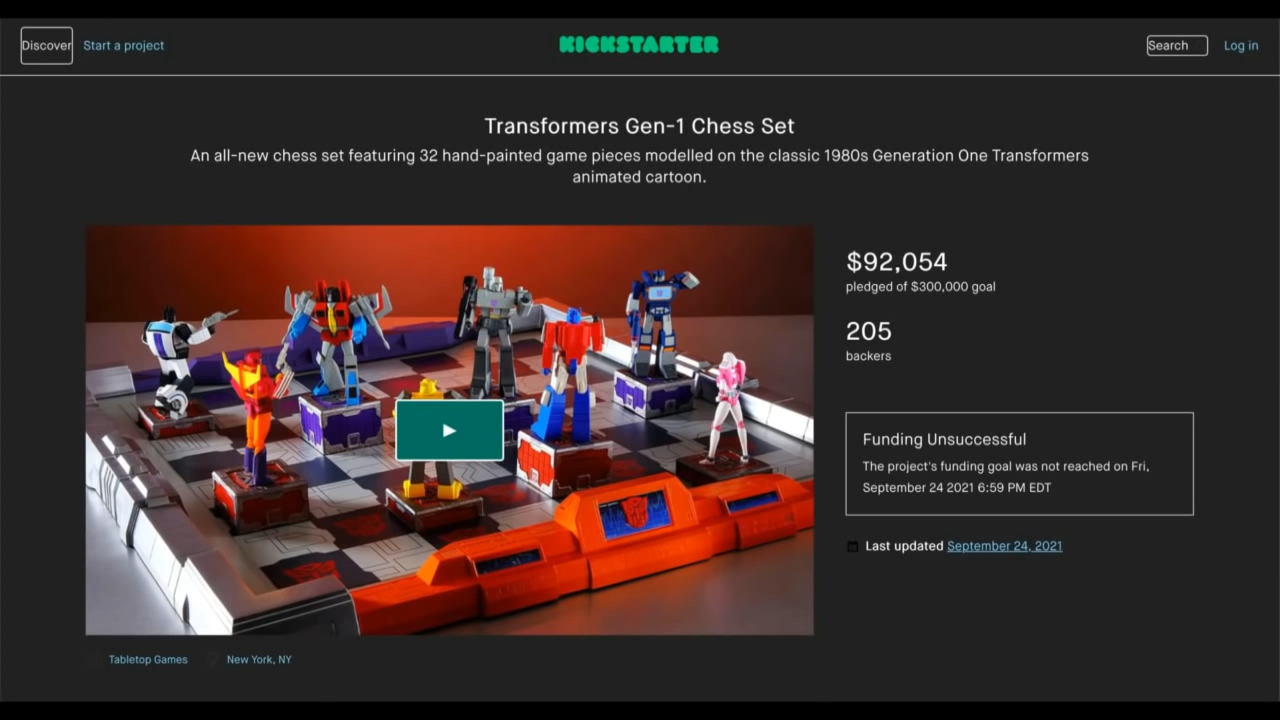 Discover
Start a project
KICKSTARTER
Search
Log in
Transformers Gen-1 Chess Set
An all-new chess set featuring 32 hand-painted game pieces modelled on the classic 1980s Generation One Transformers
animated cartoon.
$92,054
pledged of $300,000 goal
205
backers
Funding Unsuccessful
The project's funding goal was not reached on Fri,
September 24 2021 6:59 PM EDT
Last updated September 24, 2021
Tabletop Games
New York, NY